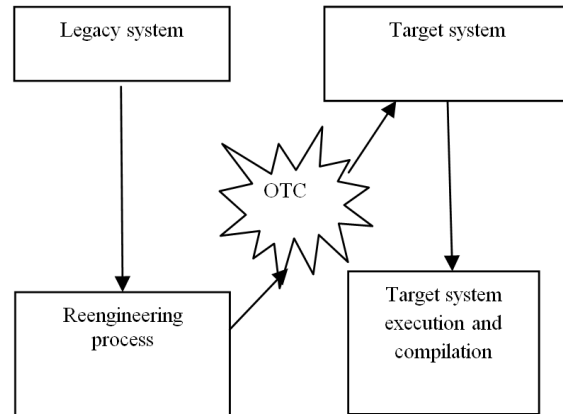 Legacy system
Target system
OTC
Reengineering
process
Target system
execution and
compilation